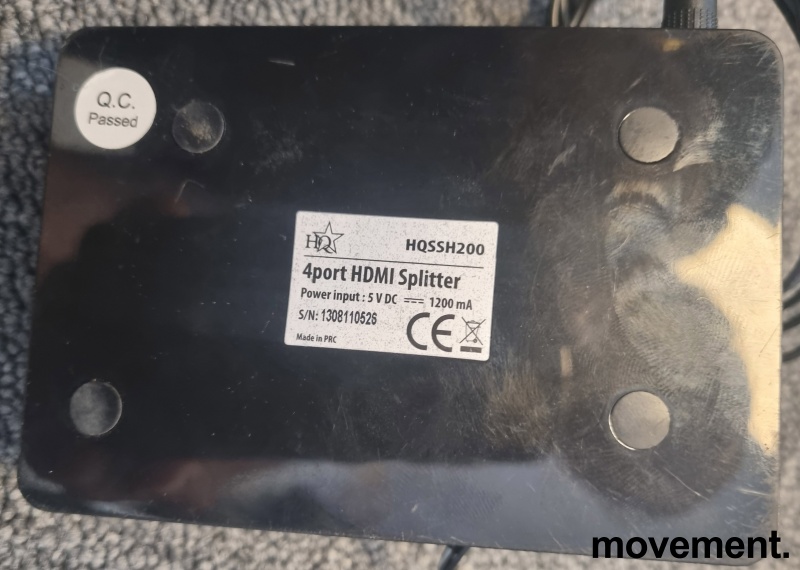 Q.C.
Passed
HQ
HQSSH200
4port HDMI Splitter
Power input : 5 V DC ⎓ 1200 mA
S/N: 1308110526
Made in PRC
CE
movement.